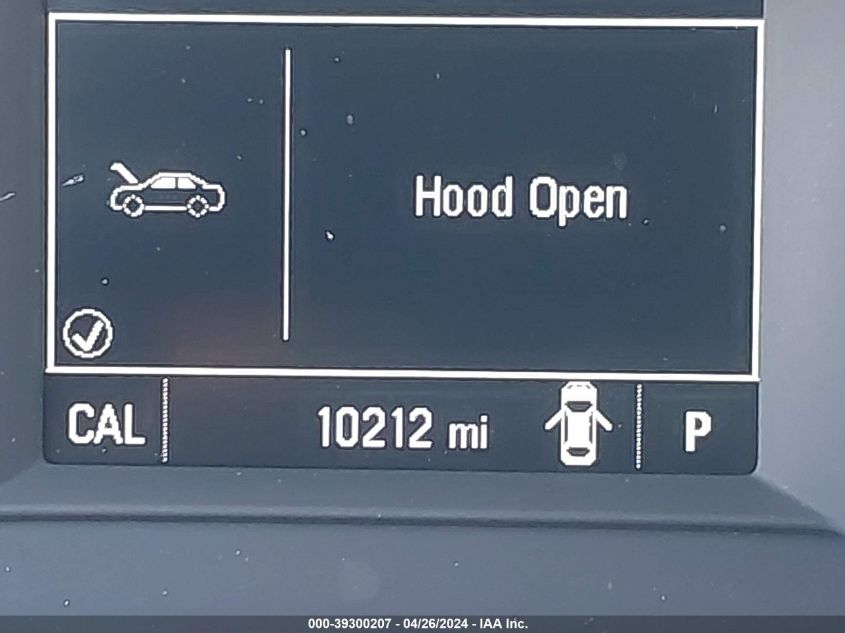 Hood Open
CAL
10212 mi
P
000-39300207 - 04/26/2024 - IAA Inc.